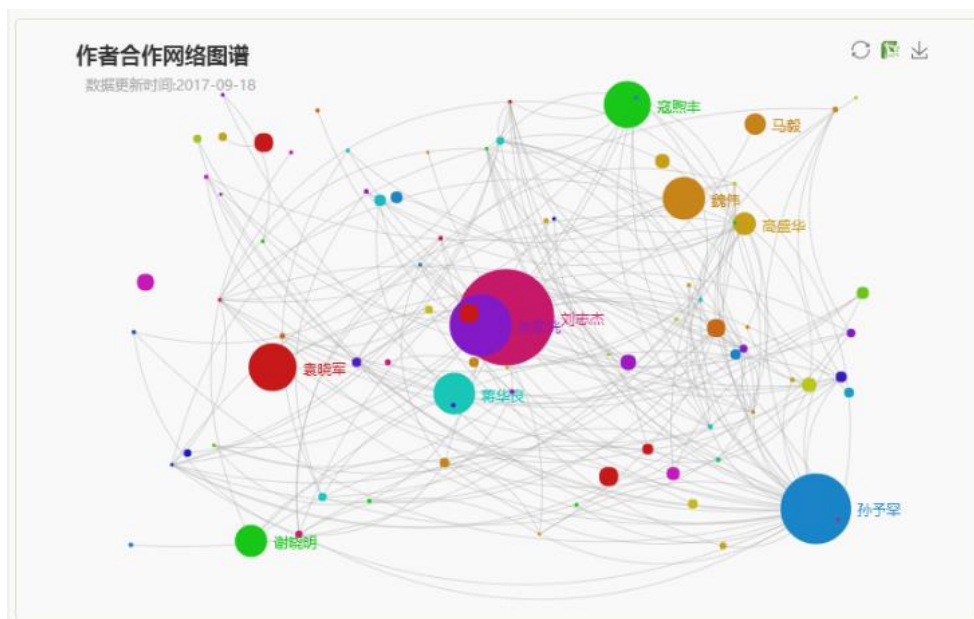 作者合作网络图谱
数据更新时间:2017-09-18
寇煦丰
马毅
魏伟
高盛华
刘志杰
袁晓军
蒋华良
孙予罕
谢晓明